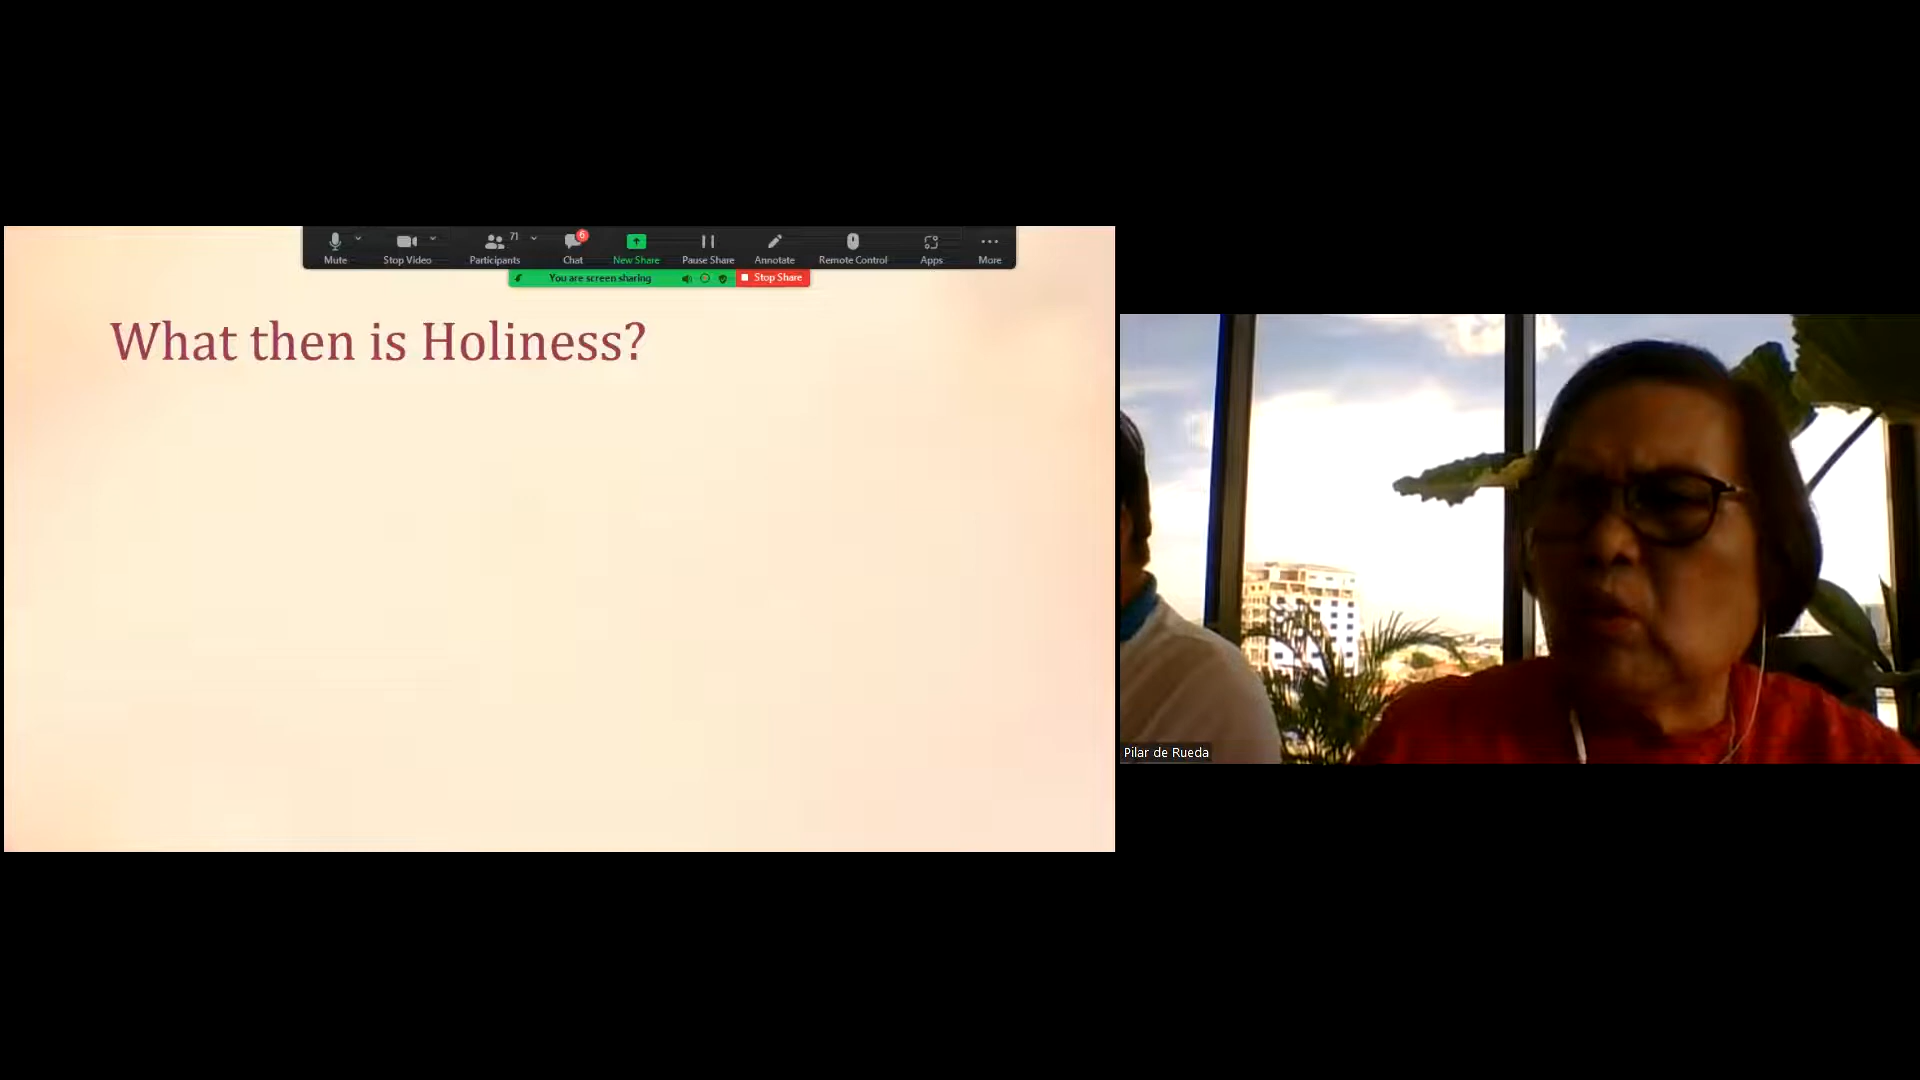 Mute
Stop Video
Participants
71
Chat
6
New Share
Pause Share
Annotate
Remote Control
Apps
More
You are screen sharing
Stop Share
What then is Holiness?
Pilar de Rueda